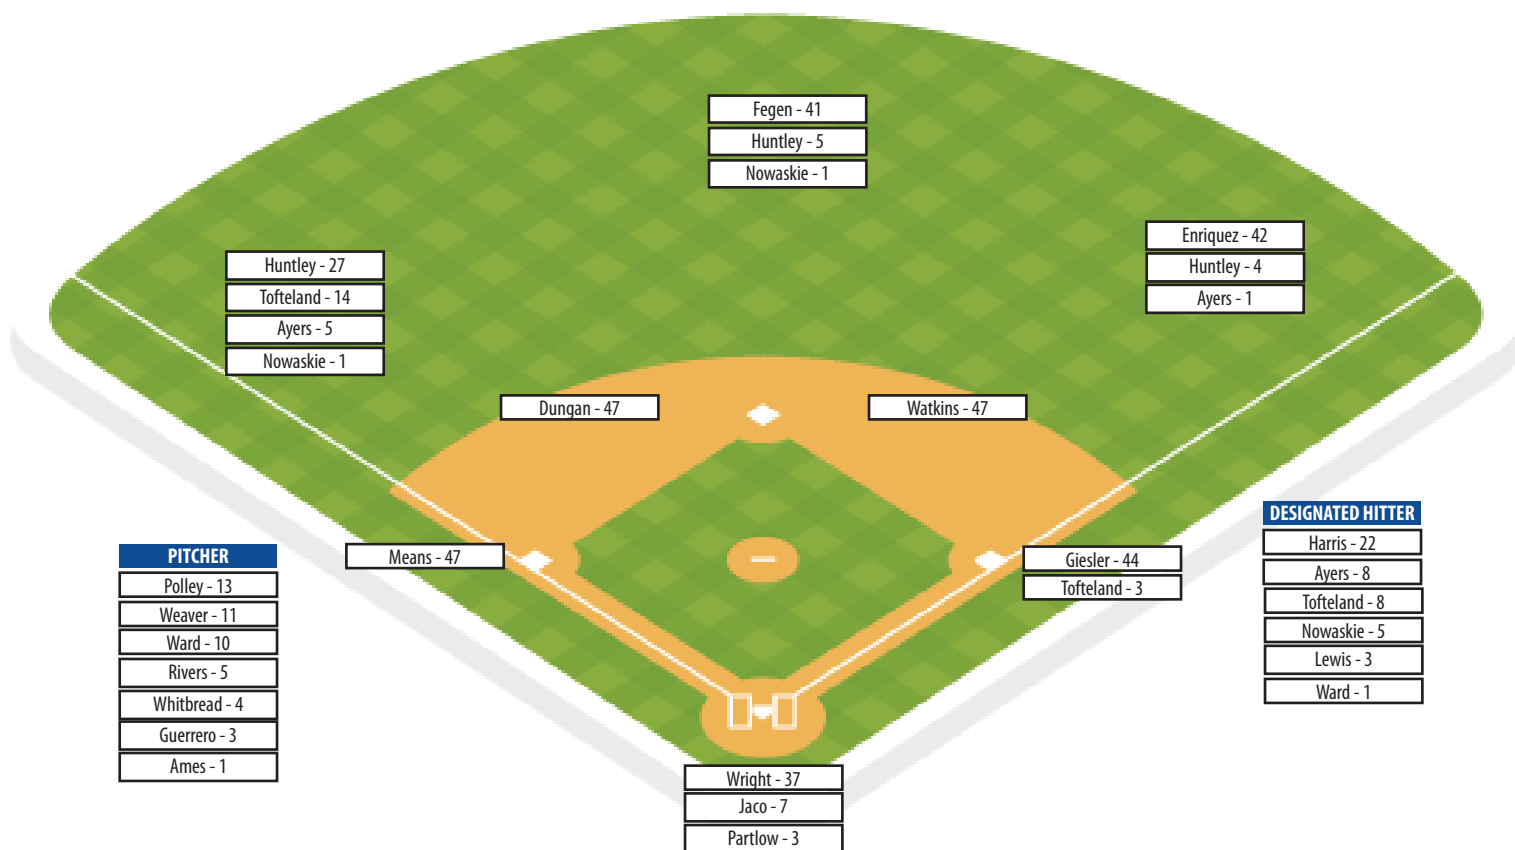 Fegen - 41
Huntley - 5
Nowaskie - 1
Enriquez - 42
Huntley - 4
Ayers - 1
Huntley - 27
Tofteland - 14
Ayers - 5
Nowaskie - 1
Dungan - 47
Watkins - 47
Means - 47
Giesler - 44
Tofteland - 3
PITCHER
Polley - 13
Weaver - 11
Ward - 10
Rivers - 5
Whitbread - 4
Guerrero - 3
Ames - 1
DESIGNATED HITTER
Harris - 22
Ayers - 8
Tofteland - 8
Nowaskie - 5
Lewis - 3
Ward - 1
Wright - 37
Jaco - 7
Partlow - 3